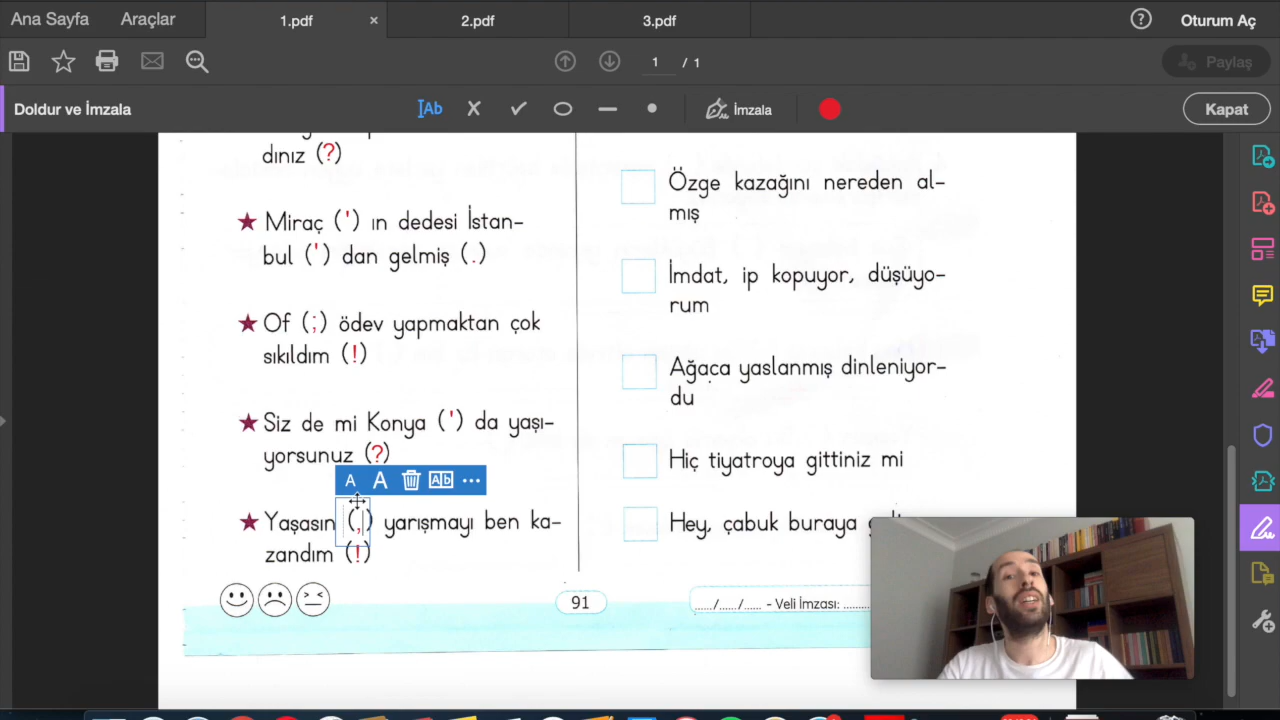 Ana Sayfa Araçlar 1.pdf × 2.pdf 3.pdf ? Oturum Aç
1 / 1 Paylaş
Doldur ve İmzala Ab İmzala Kapat
dınız (?)
★ Miraç (') ın dedesi İstan-
bul (') dan gelmiş (.)
★ Of (;) ödev yapmaktan çok
sıkıldım (!)
★ Siz de mi Konya (') da yaşı-
yorsunuz (?)
A A Ab ...
★ Yaşasın (,) yarışmayı ben ka-
zandım (!)
Özge kazağını nereden al-
mış
İmdat, ip kopuyor, düşüyo-
rum
Ağaca yaslanmış dinleniyor-
du
Hiç tiyatroya gittiniz mi
Hey, çabuk buraya
91
....../....../...... - Veli İmzası: .........